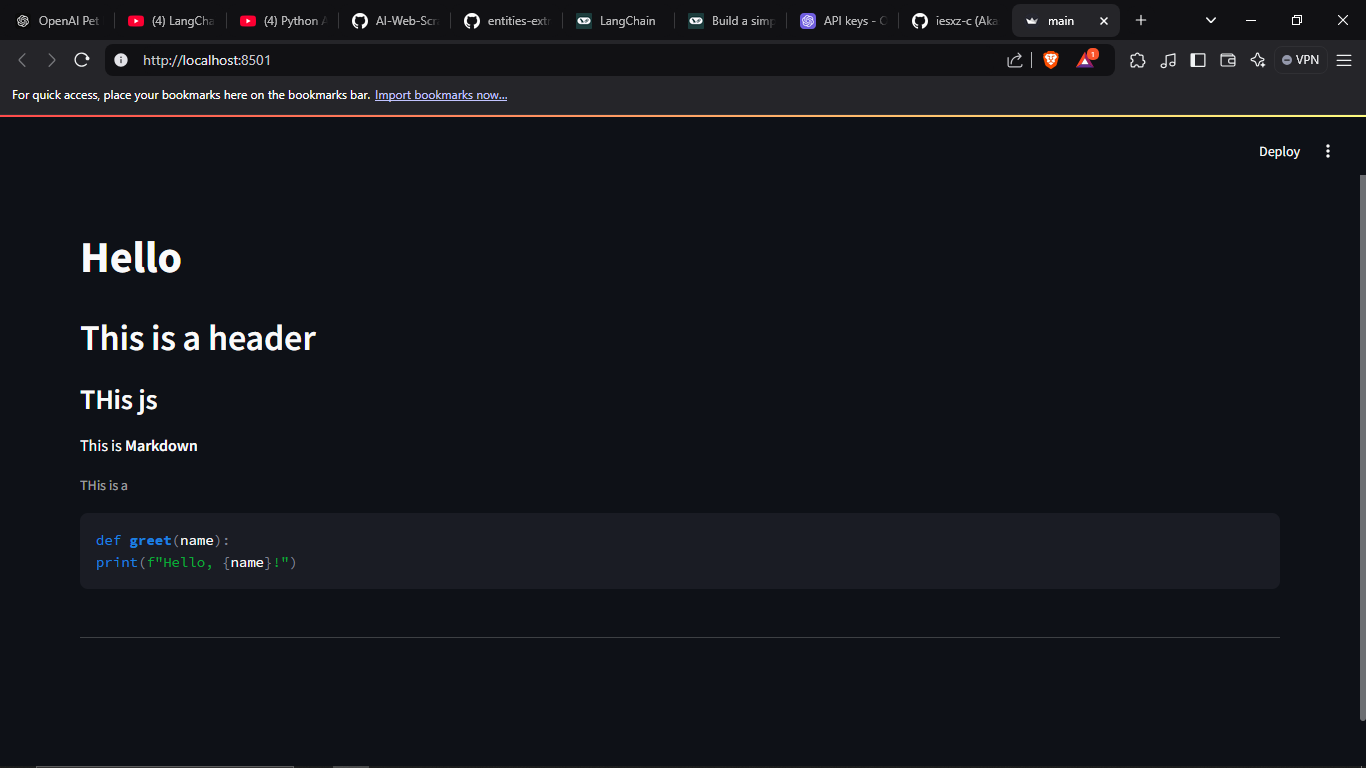 OpenAI Pet
(4) LangCha
(4) Python A
AI-Web-Scr
entities-extr
LangChain
Build a simp
API keys - O
iesxz-c (Aka
main
http://localhost:8501
1
VPN
For quick access, place your bookmarks here on the bookmarks bar. Import bookmarks now...
Deploy
Hello
This is a header
THis js
This is Markdown
THis is a
def greet(name):
print(f"Hello, {name}!")